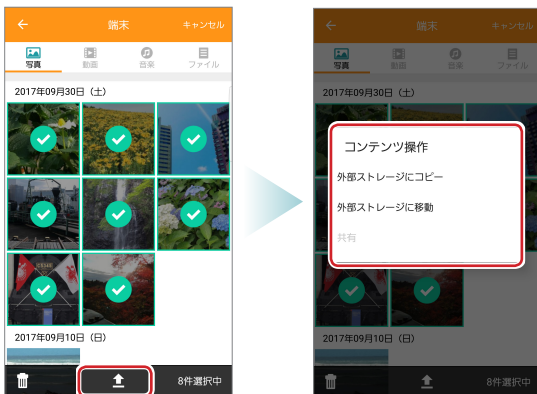 端末
キャンセル
写真
動画
音楽
ファイル
2017年09月30日（土）
2017年09月10日（日）
8件選択中
端末
キャンセル
写真
動画
音楽
ファイル
2017年09月30日（土）
コンテンツ操作
外部ストレージにコピー
外部ストレージに移動
共有
2017年09月10日（日）
8件選択中